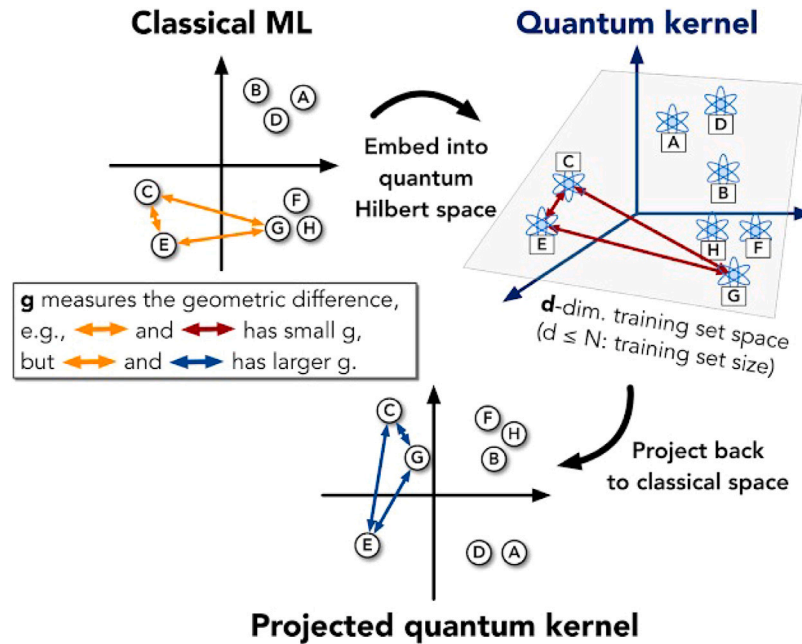 Classical ML
B
A
D
C
E
F
G
H
Embed into
quantum
Hilbert space
Quantum kernel
D
A
C
B
E
H
F
G
d-dim. training set space
(d ≤ N: training set size)
g measures the geometric difference,
e.g., and has small g,
but and has larger g.
Project back
to classical space
C
F
H
G
B
E
D
A
Projected quantum kernel